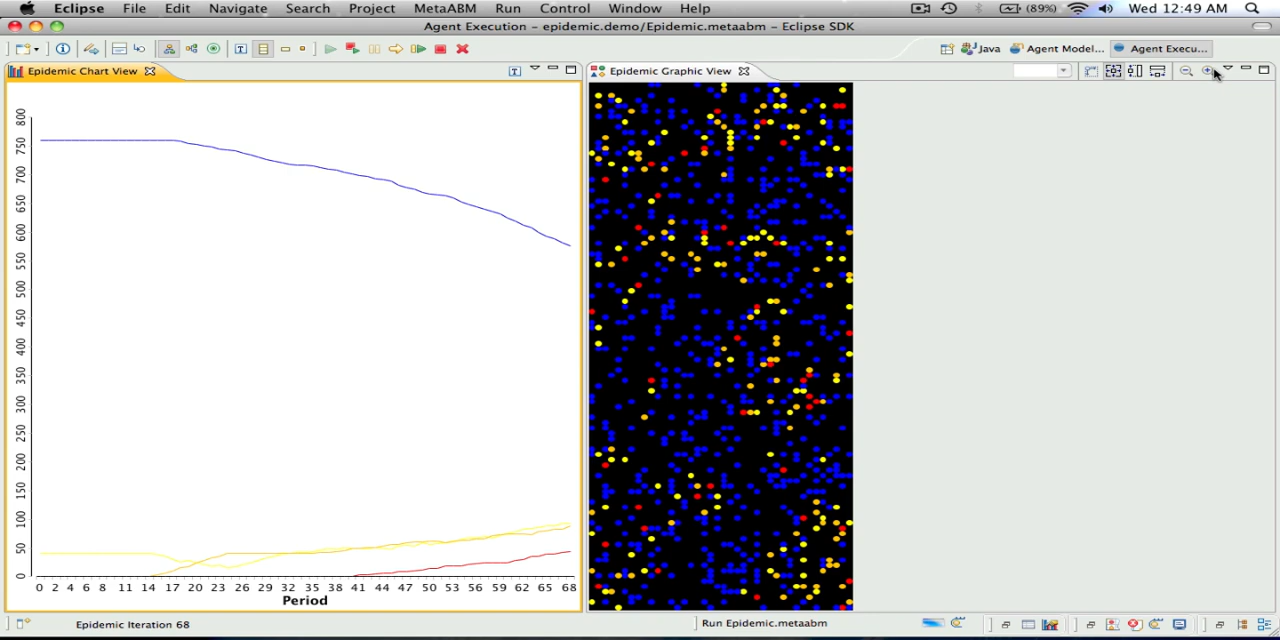 Eclipse File Edit Navigate Search Project MetaABM Run Control Window Help (89%) Wed 12:49 AM
Agent Execution - epidemic.demo/Epidemic.metaabm - Eclipse SDK
Java Agent Model... Agent Execu...
Epidemic Chart View
Epidemic Graphic View
800
750
700
650
600
550
500
450
400
350
300
250
200
150
100
50
0
0 2 4 6 8 11 14 17 20 23 26 29 32 35 38 41 44 47 50 53 56 59 62 65 68
Period
Epidemic Iteration 68
Run Epidemic.metaabm